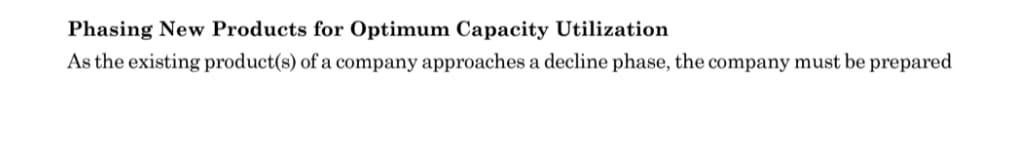 Phasing New Products for Optimum Capacity Utilization
As the existing product(s) of a company approaches a decline phase, the company must be prepared